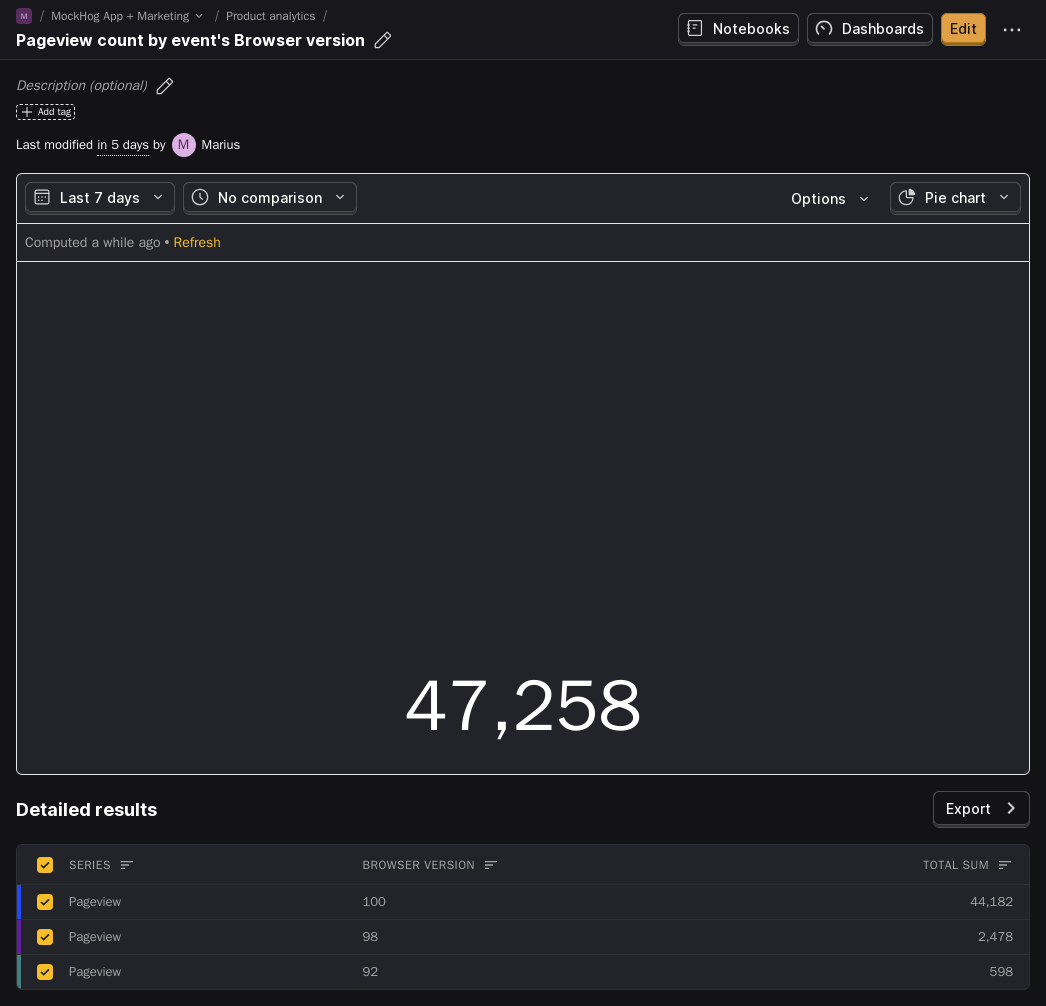 M / MockHog App + Marketing / Product analytics /
Pageview count by event's Browser version
Notebooks
Dashboards
Edit
Description (optional)
Add tag
Last modified in 5 days by M Marius
Last 7 days
No comparison
Options
Pie chart
Computed a while ago • Refresh
47,258
Detailed results
Export
SERIES BROWSER VERSION TOTAL SUM
Pageview 100 44,182
Pageview 98 2,478
Pageview 92 598